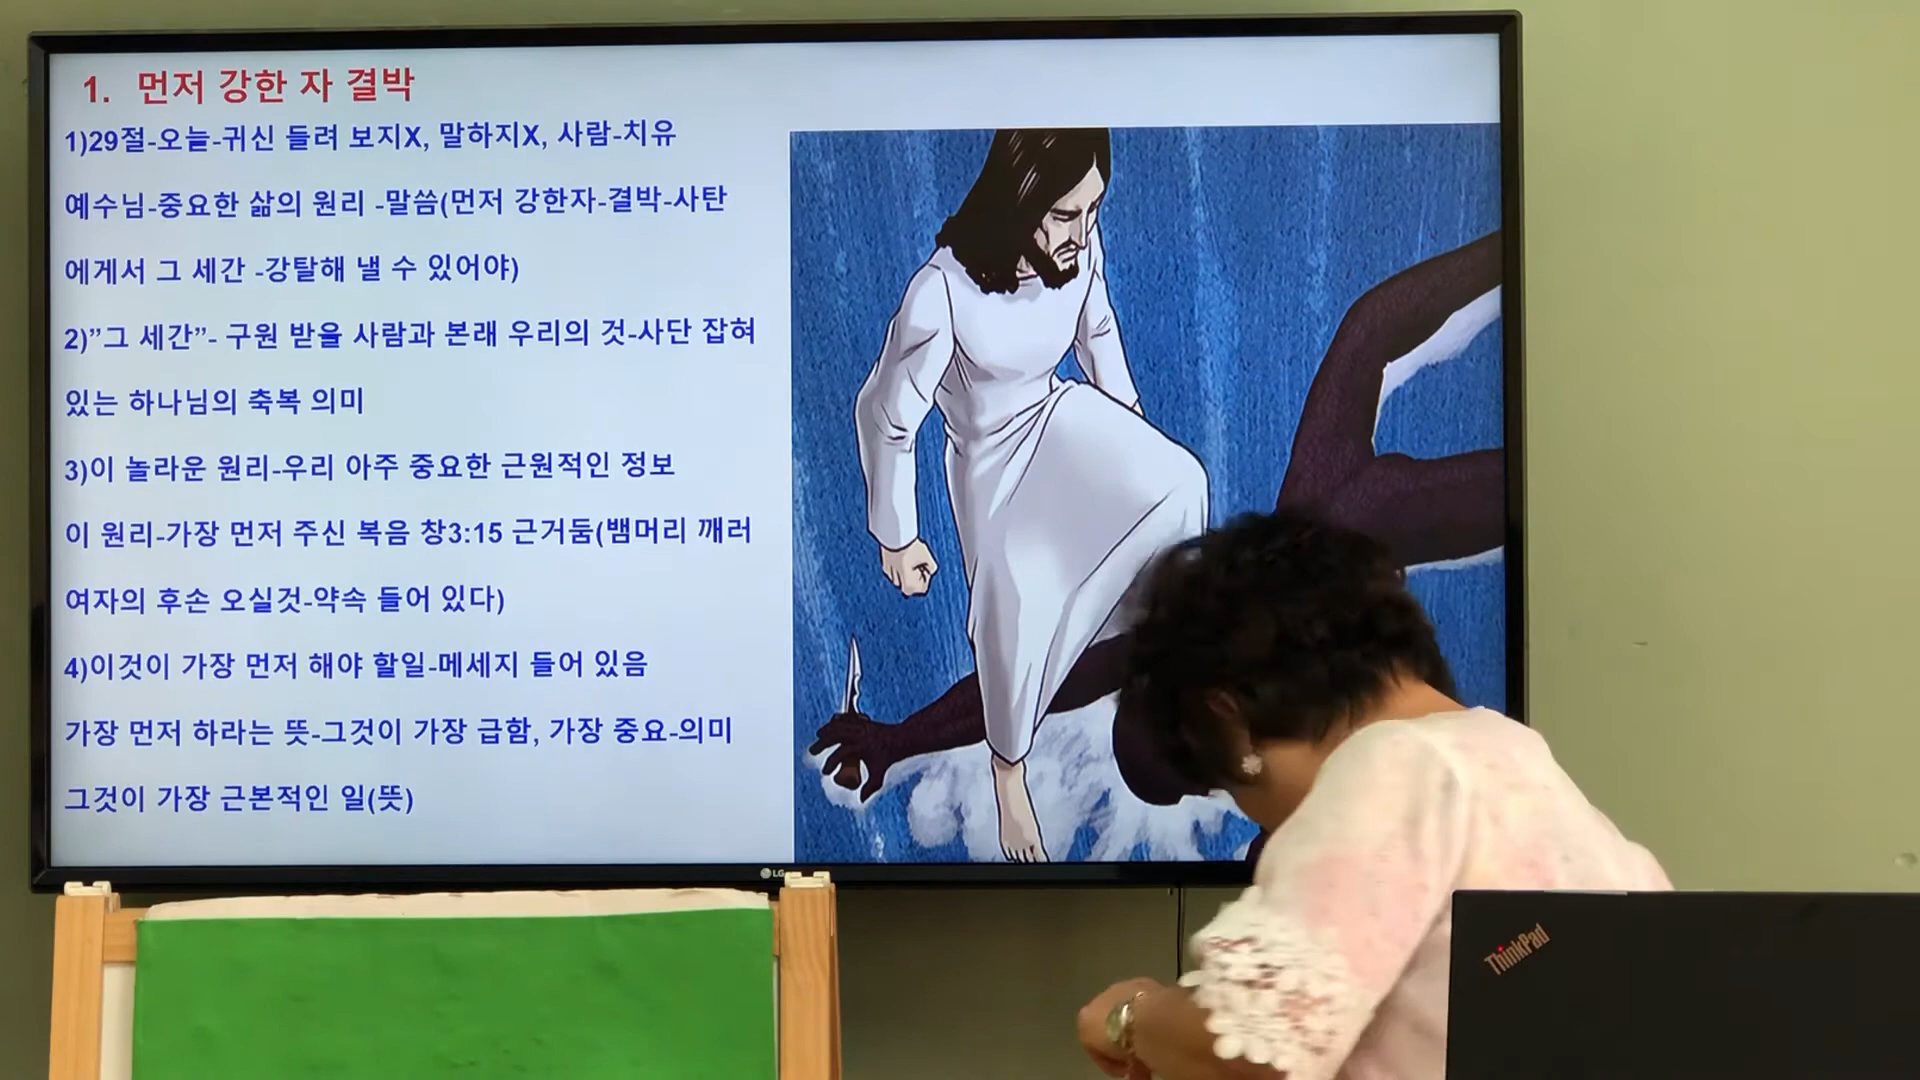 1. 먼저 강한 자 결박
1)29절-오늘-귀신 들려 보지X, 말하지X, 사람-치유
예수님-중요한 삶의 원리 -말씀(먼저 강한자-결박-사탄
에게서 그 세간 -강탈해 낼 수 있어야)
2)”그 세간”- 구원 받을 사람과 본래 우리의 것-사단 잡혀
있는 하나님의 축복 의미
3)이 놀라운 원리-우리 아주 중요한 근원적인 정보
이 원리-가장 먼저 주신 복음 창3:15 근거둠(뱀머리 깨러
여자의 후손 오실것-약속 들어 있다)
4)이것이 가장 먼저 해야 할일-메세지 들어 있음
가장 먼저 하라는 뜻-그것이 가장 급함, 가장 중요-의미
그것이 가장 근본적인 일(뜻)
LG
ThinkPad